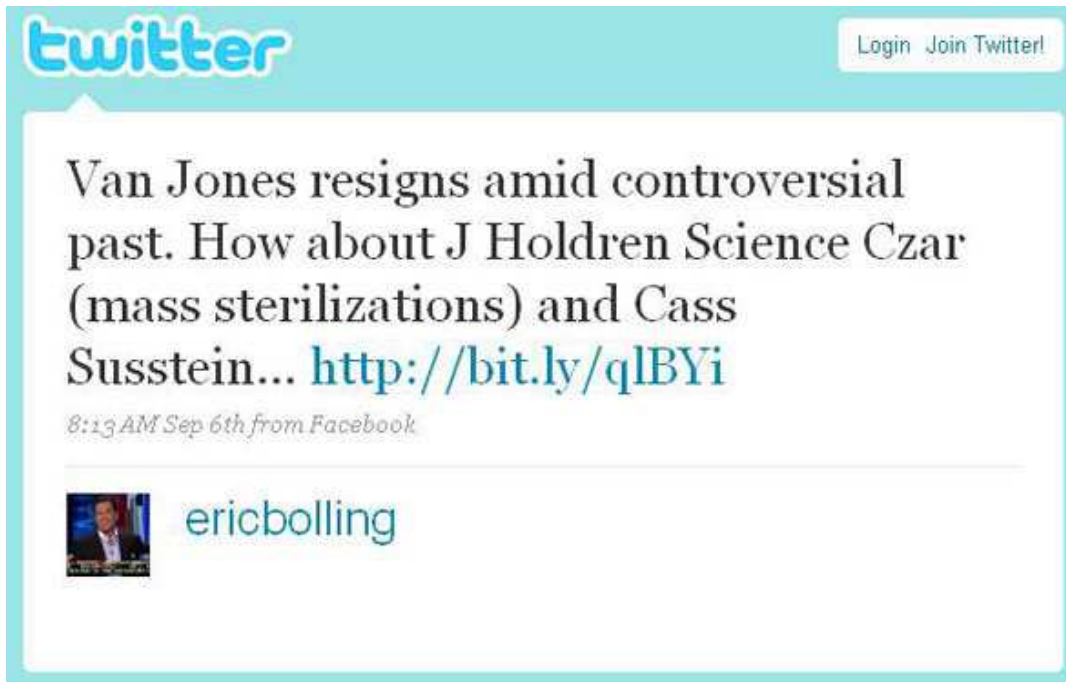 twitter
Login Join Twitter!
Van Jones resigns amid controversial
past. How about J Holdren Science Czar
(mass sterilizations) and Cass
Susstein... http://bit.ly/qlBYi
8:13 AM Sep 6th from Facebook
ericbolling